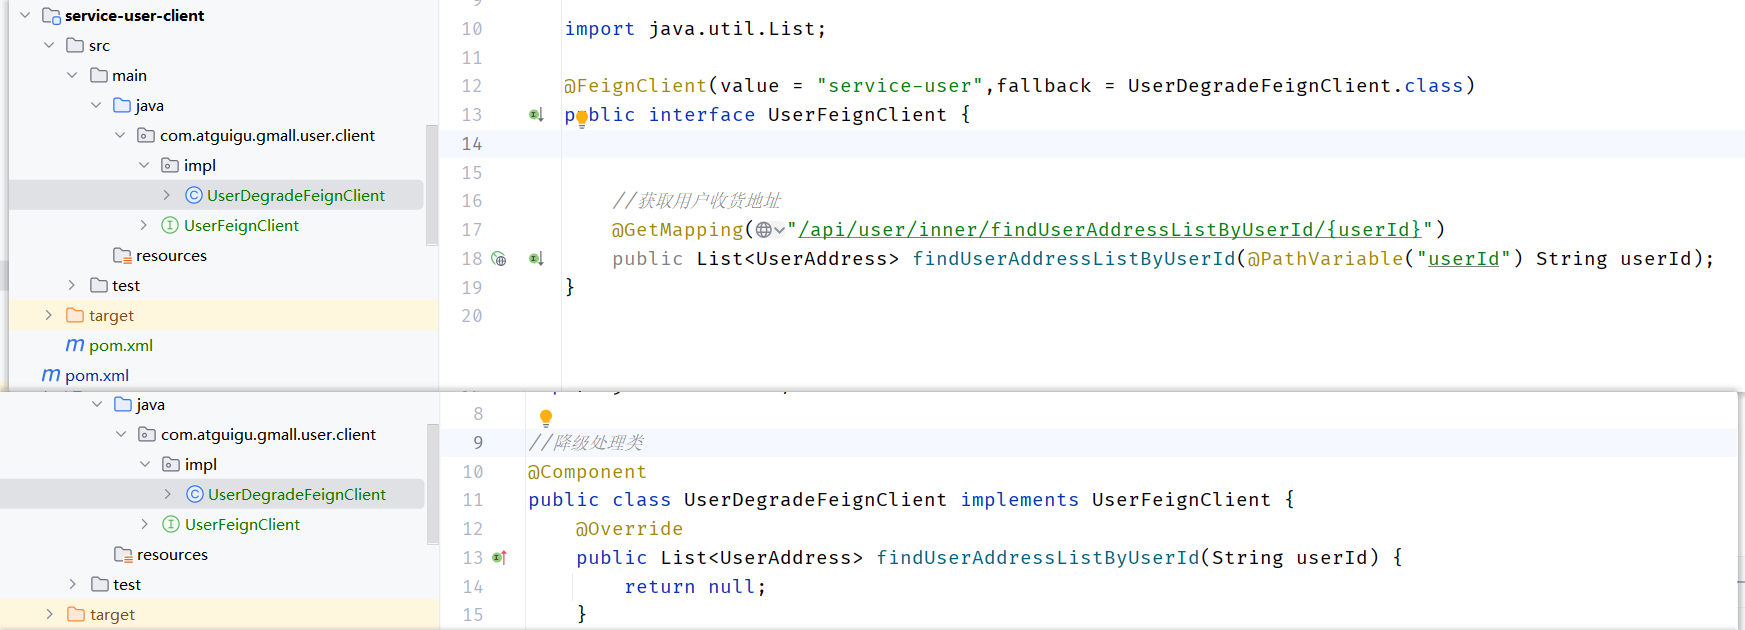 service-user-client
src
main
java
com.atguigu.gmall.user.client
impl
UserDegradeFeignClient
UserFeignClient
resources
test
target
pom.xml
pom.xml
10 import java.util.List;
11
12 @FeignClient(value = "service-user",fallback = UserDegradeFeignClient.class)
13 public interface UserFeignClient {
14
15
16 //获取用户收货地址
17 @GetMapping("/api/user/inner/findUserAddressListByUserId/{userId}")
18 public List<UserAddress> findUserAddressListByUserId(@PathVariable("userId") String userId);
19 }
20
java
com.atguigu.gmall.user.client
impl
UserDegradeFeignClient
UserFeignClient
resources
test
target
8
9 //降级处理类
10 @Component
11 public class UserDegradeFeignClient implements UserFeignClient {
12 @Override
13 public List<UserAddress> findUserAddressListByUserId(String userId) {
14 return null;
15 }